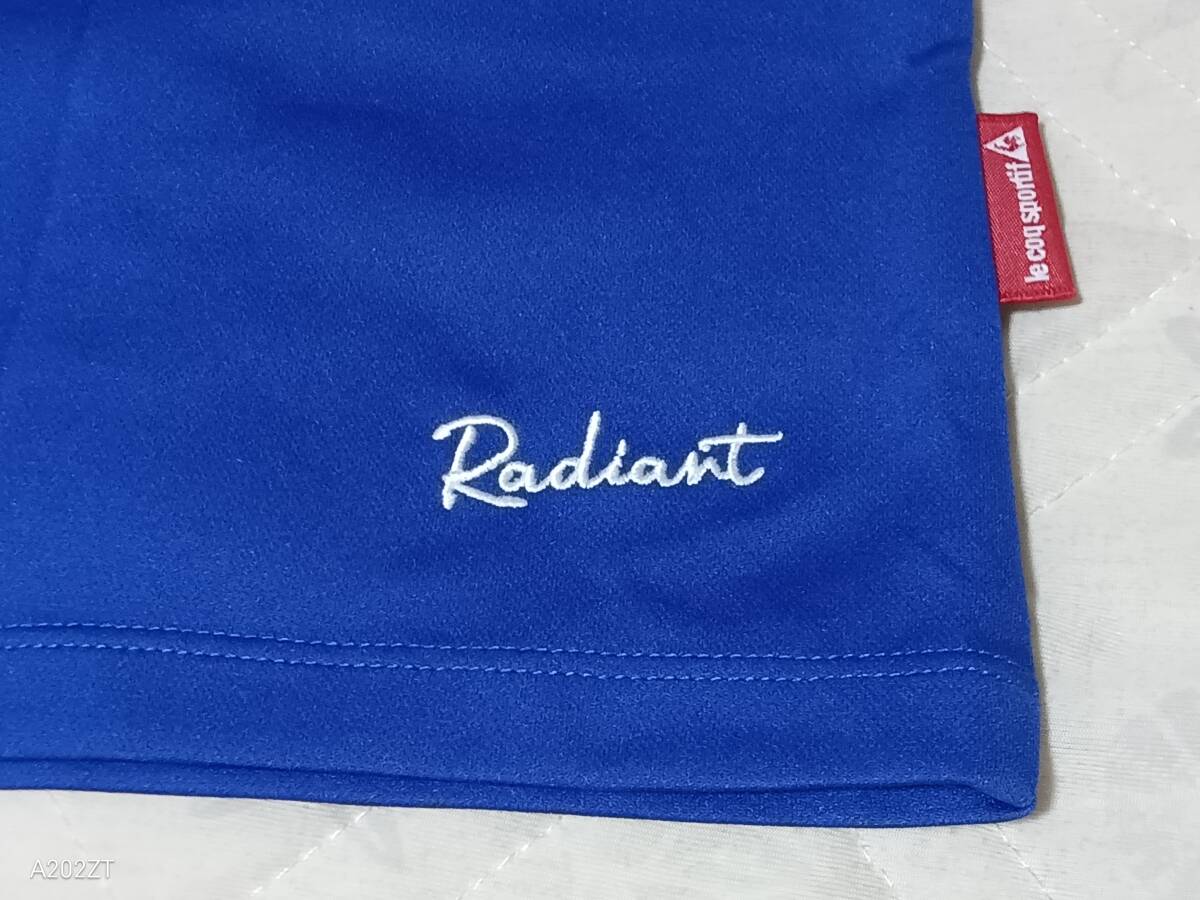 le coq sportif
Radiant
A202ZT